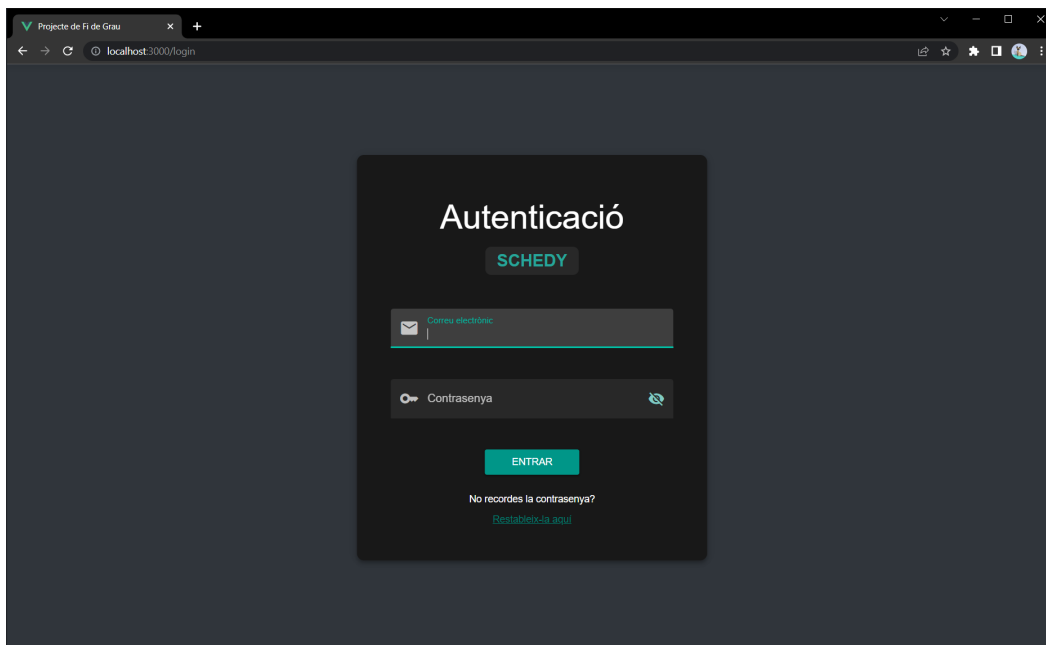 Projecte de Fi de Grau
localhost:3000/login
Autenticació
SCHEDY
Correu electrònic
Contrasenya
ENTRAR
No recordes la contrasenya?
Restableix-la aquí